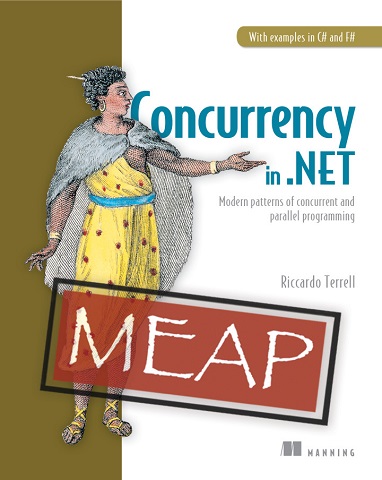 With examples in C# and F#
Concurrency
in .NET
Modern patterns of concurrent and
parallel programming
Riccardo Terrell
MEAP
MANNING